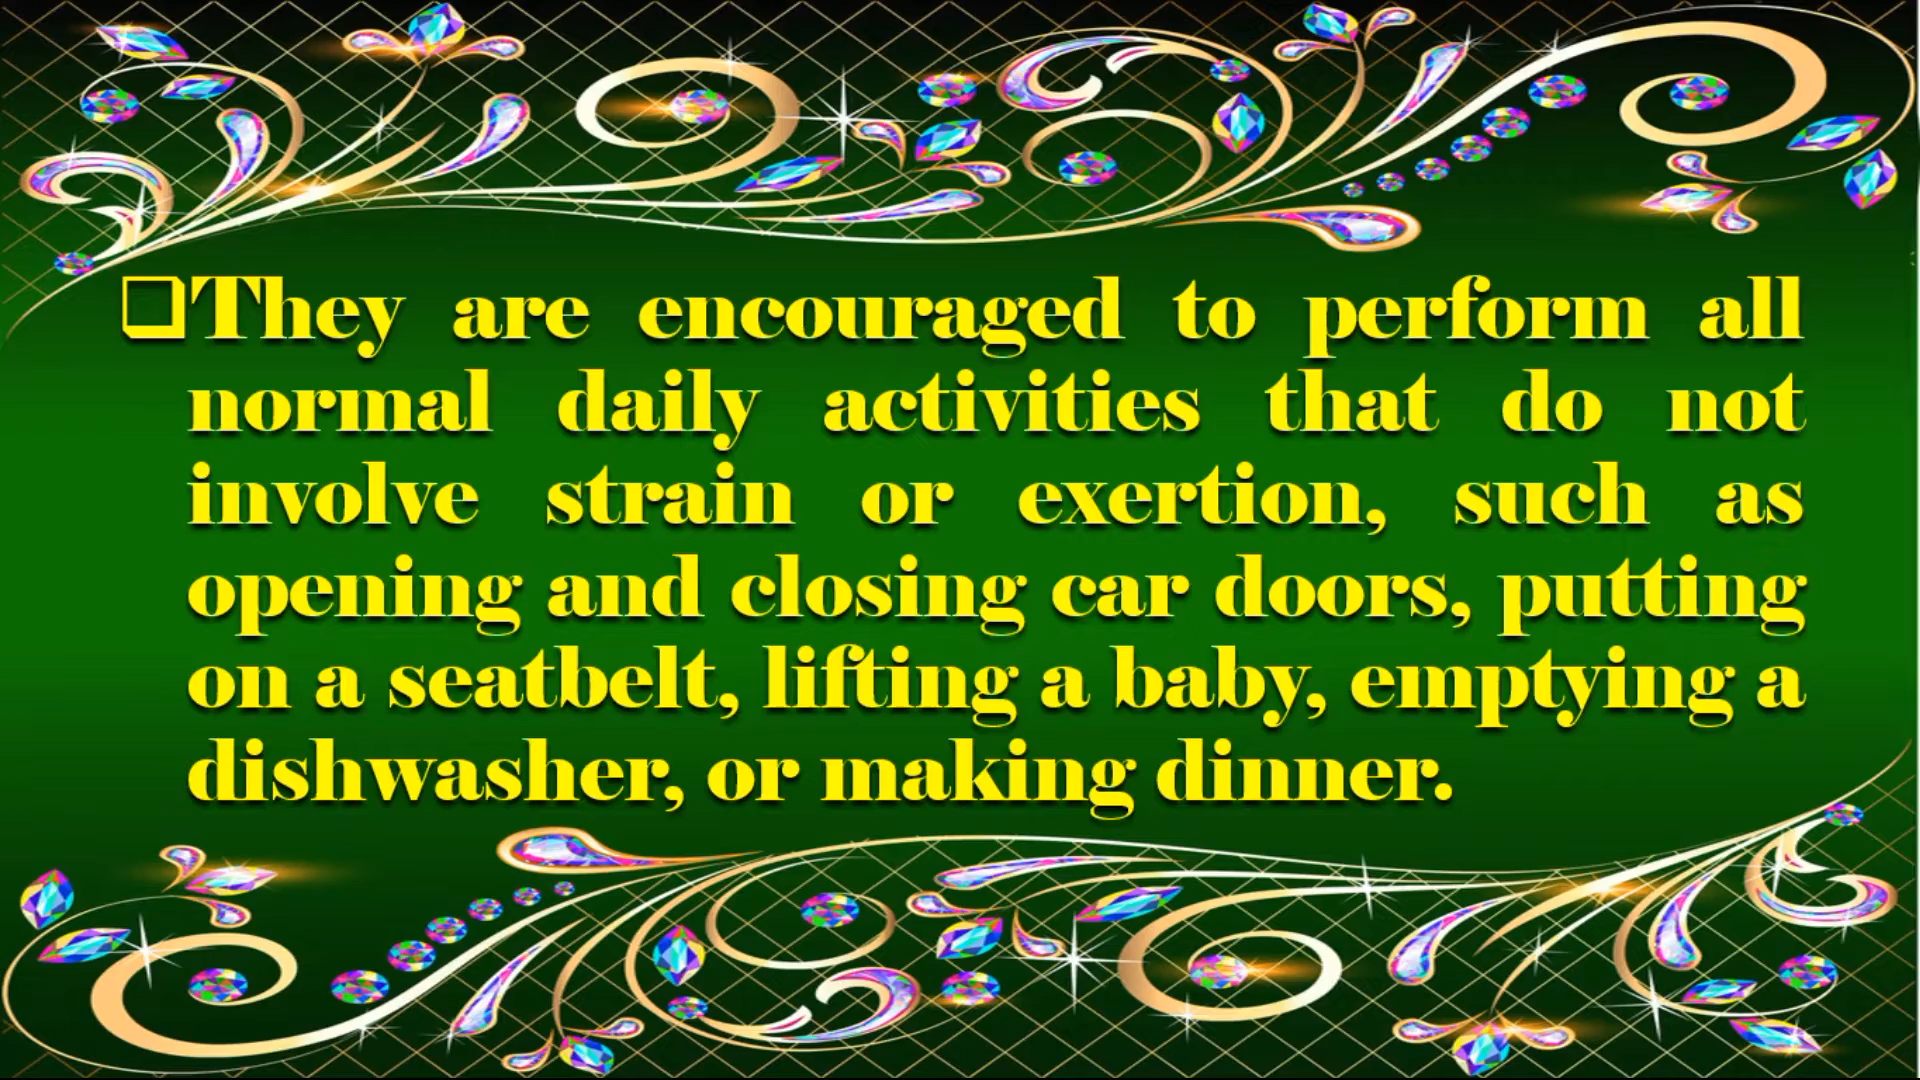 ❑They are encouraged to perform all
normal daily activities that do not
involve strain or exertion, such as
opening and closing car doors, putting
on a seatbelt, lifting a baby, emptying a
dishwasher, or making dinner.